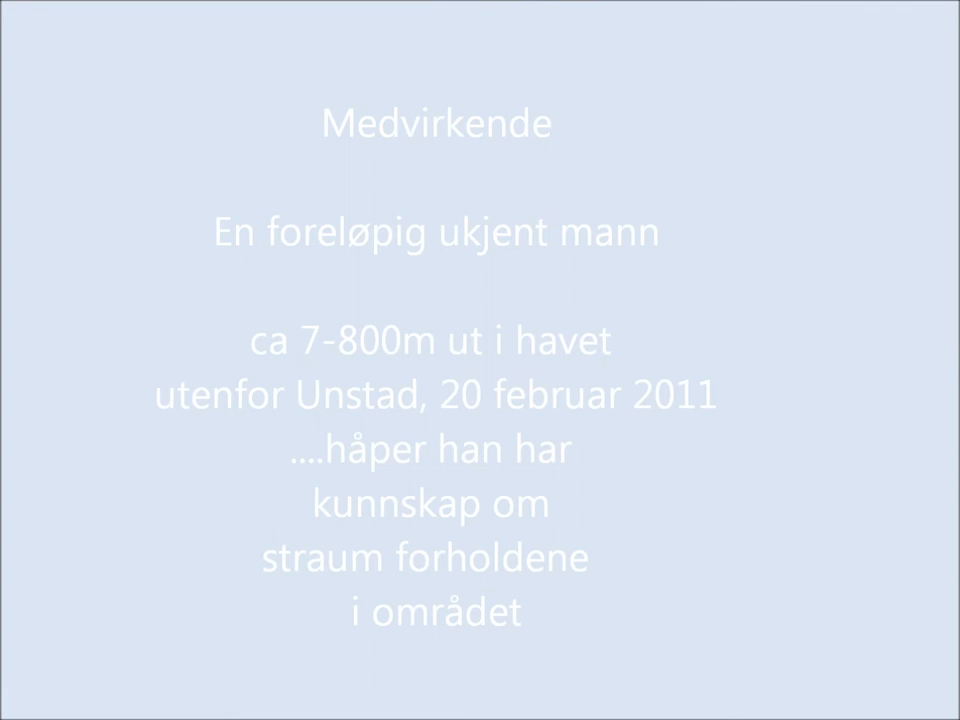 Medvirkende
En foreløpig ukjent mann
ca 7-800m ut i havet
utenfor Unstad, 20 februar 2011
....håper han har
kunnskap om
straum forholdene
i området